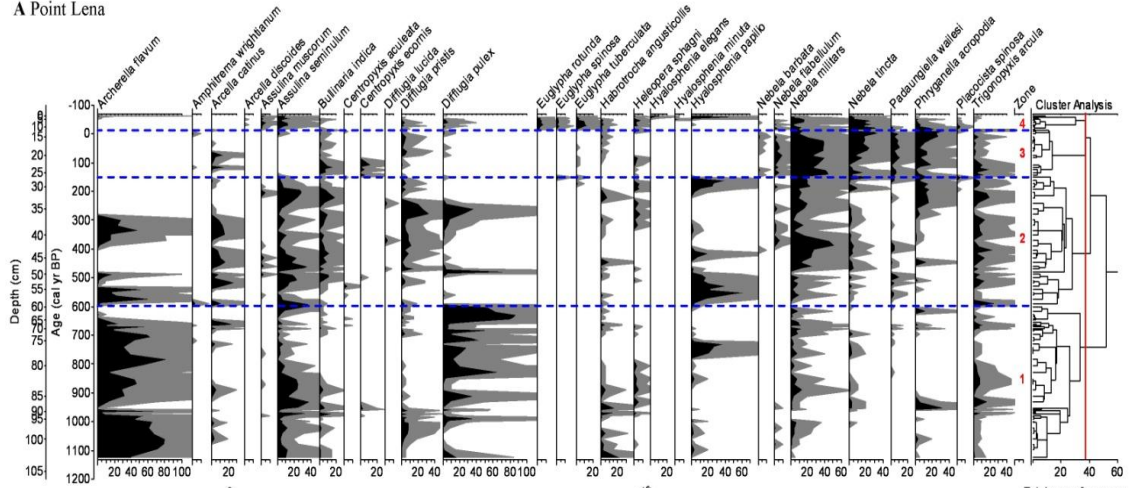 A Point Lena
Archerella flavum
Amphitrema wrightianum
Arcella catinus
Arcella discoides
Assulina muscorum
Assulina seminulum
Bullinaria indica
Centropyxis aculeata
Centropyxis ecornis
Difflugia lucida
Difflugia pristis
Difflugia pulex
Euglypha rotunda
Euglypha spinosa
Euglypha tuberculata
Habrotrocha angusticollis
Heleopera sphagni
Hyalosphenia elegans
Hyalosphenia minuta
Hyalosphenia papilio
Nebela barbata
Nebela flabellulum
Nebela militars
Nebela tincta
Padaungiella wailesi
Phryganella acropodia
Placocista spinosa
Trigonopyxis arcula
Zone
Cluster Analysis
Depth (cm)
10
15
20
25
30
35
40
45
50
55
60
65
70
75
80
85
90
95
100
105
Age (cal yr BP)
-100
0
100
200
300
400
500
600
700
800
900
1000
1100
1200
4
3
2
1
20 40 60 80 100
20
20 40
20
20
20 40 60 80 100
20
20
20 40 60
20 40 60
20 40
20
20 40
20 40
20 40 60